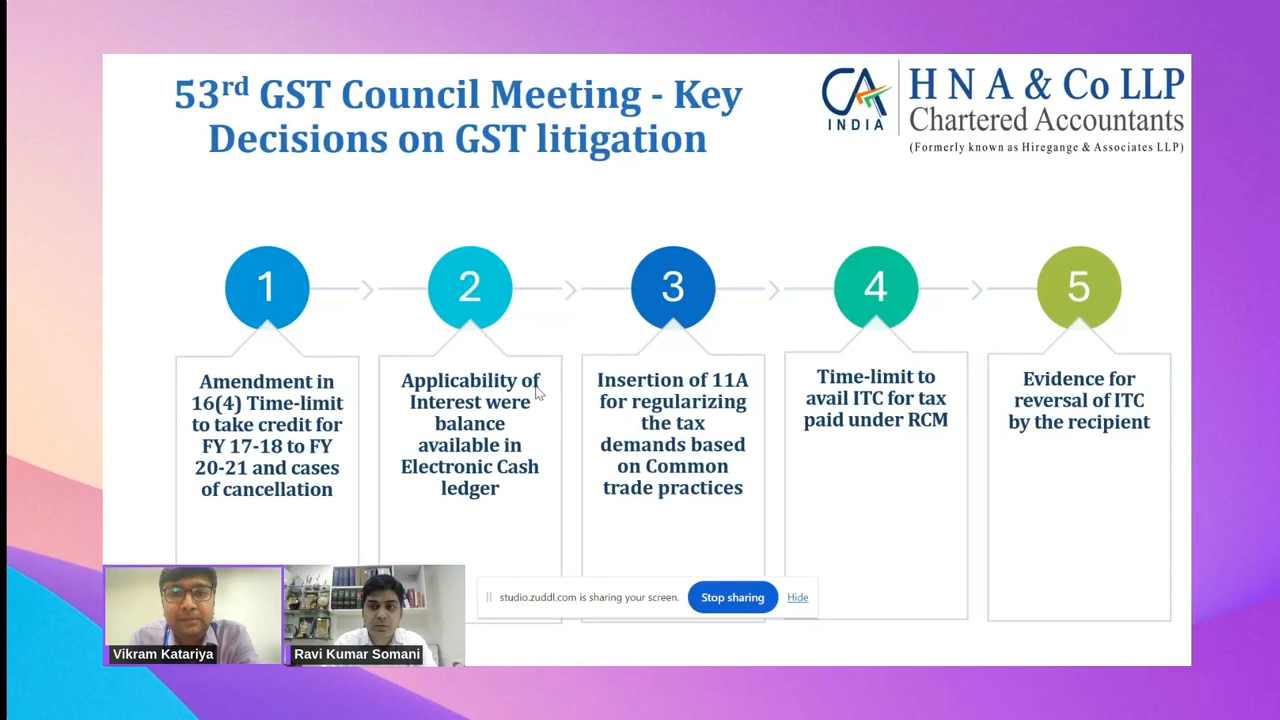 53rd GST Council Meeting - Key
Decisions on GST litigation
CA
INDIA
H N A & Co LLP
Chartered Accountants
(Formerly known as Hiregange & Associates LLP)
1
2
3
4
5
Amendment in
16(4) Time-limit
to take credit for
FY 17-18 to FY
20-21 and cases
of cancellation
Applicability of
Interest were
balance
available in
Electronic Cash
ledger
Insertion of 11A
for regularizing
the tax
demands based
on Common
trade practices
Time-limit to
avail ITC for tax
paid under RCM
Evidence for
reversal of ITC
by the recipient
studio.zuddl.com is sharing your screen.
Stop sharing
Hide
Vikram Katariya
Ravi Kumar Somani